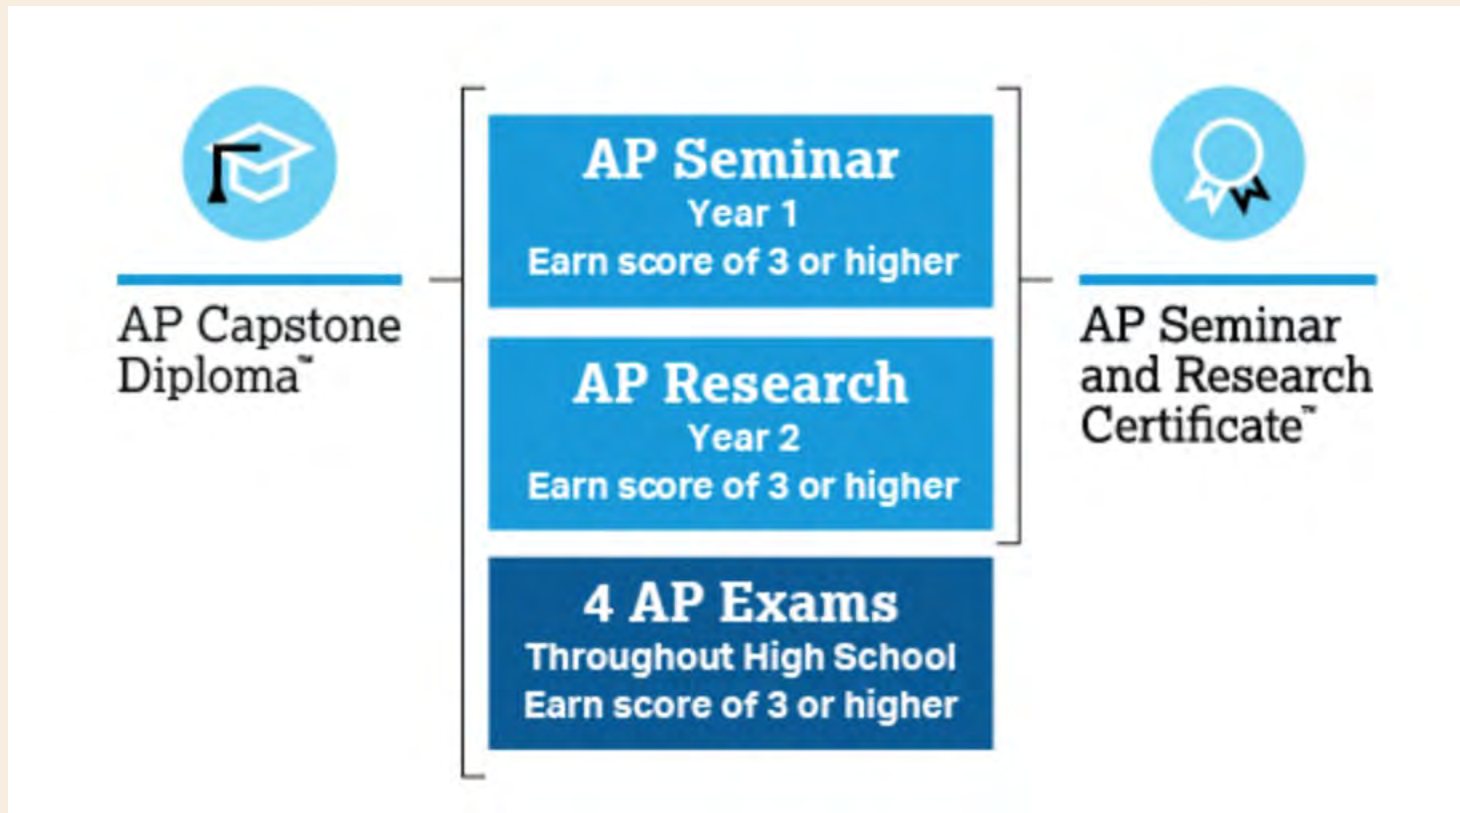 AP Capstone
Diploma™
AP Seminar
Year 1
Earn score of 3 or higher
AP Research
Year 2
Earn score of 3 or higher
4 AP Exams
Throughout High School
Earn score of 3 or higher
AP Seminar
and Research
Certificate™